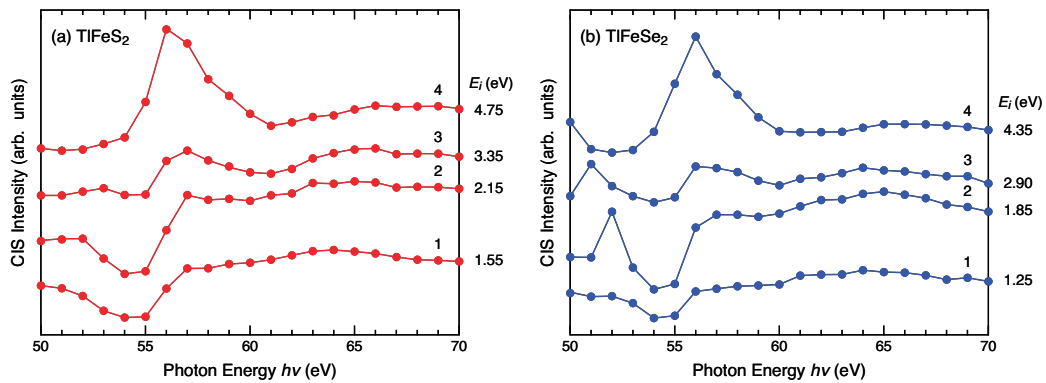 (a) TlFeS2
CIS Intensity (arb. units)
4
3
2
1
Ei (eV)
4.75
3.35
2.15
1.55
50 55 60 65 70
Photon Energy hν (eV)
(b) TlFeSe2
CIS Intensity (arb. units)
4
3
2
1
Ei (eV)
4.35
2.90
1.85
1.25
50 55 60 65 70
Photon Energy hν (eV)